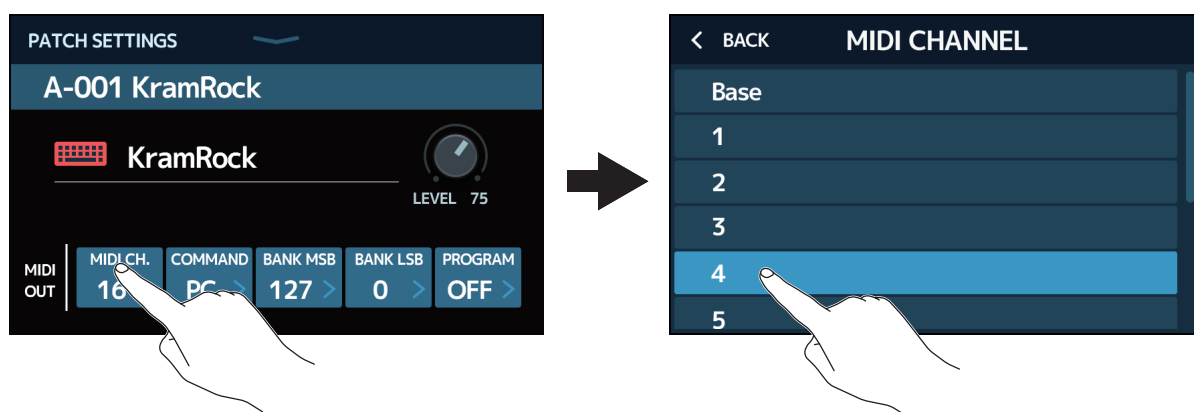 PATCH SETTINGS
A-001 KramRock
KramRock
LEVEL 75
MIDI OUT
MIDI CH. COMMAND BANK MSB BANK LSB PROGRAM
16 PC > 127 > 0 > OFF >
< BACK MIDI CHANNEL
Base
1
2
3
4
5